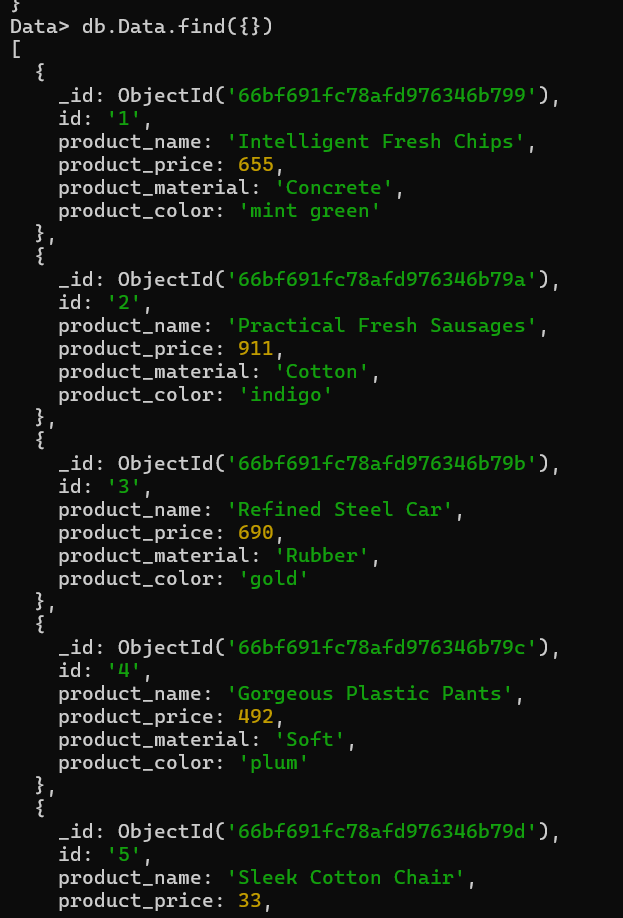 }
Data> db.Data.find({})
[
  {
    _id: ObjectId('66bf691fc78afd976346b799'),
    id: '1',
    product_name: 'Intelligent Fresh Chips',
    product_price: 655,
    product_material: 'Concrete',
    product_color: 'mint green'
  },
  {
    _id: ObjectId('66bf691fc78afd976346b79a'),
    id: '2',
    product_name: 'Practical Fresh Sausages',
    product_price: 911,
    product_material: 'Cotton',
    product_color: 'indigo'
  },
  {
    _id: ObjectId('66bf691fc78afd976346b79b'),
    id: '3',
    product_name: 'Refined Steel Car',
    product_price: 690,
    product_material: 'Rubber',
    product_color: 'gold'
  },
  {
    _id: ObjectId('66bf691fc78afd976346b79c'),
    id: '4',
    product_name: 'Gorgeous Plastic Pants',
    product_price: 492,
    product_material: 'Soft',
    product_color: 'plum'
  },
  {
    _id: ObjectId('66bf691fc78afd976346b79d'),
    id: '5',
    product_name: 'Sleek Cotton Chair',
    product_price: 33,